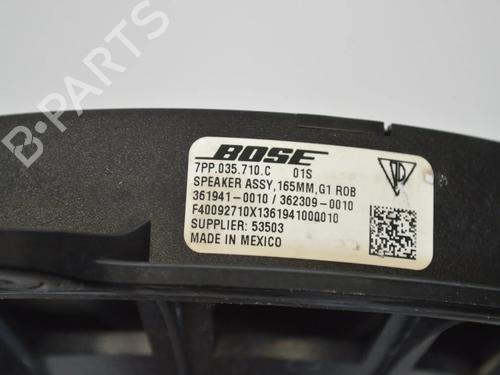 B-PARTS
BOSE
7PP.035.710.C 01S
SPEAKER ASSY,165MM,G1 ROB
361941-0010 / 362309-0010
F40092710X1361941000010
SUPPLIER: 53503
MADE IN MEXICO